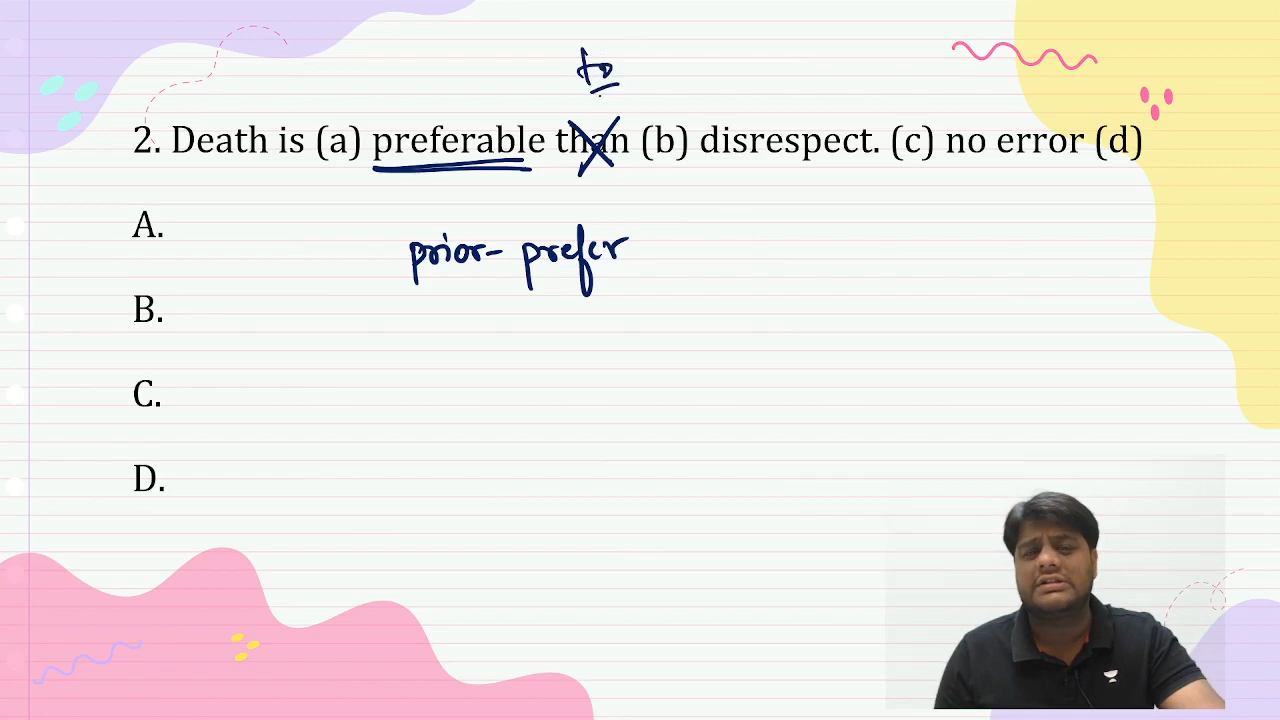 to
2. Death is (a) preferable than (b) disrespect. (c) no error (d)
A.
prior- prefer
B.
C.
D.